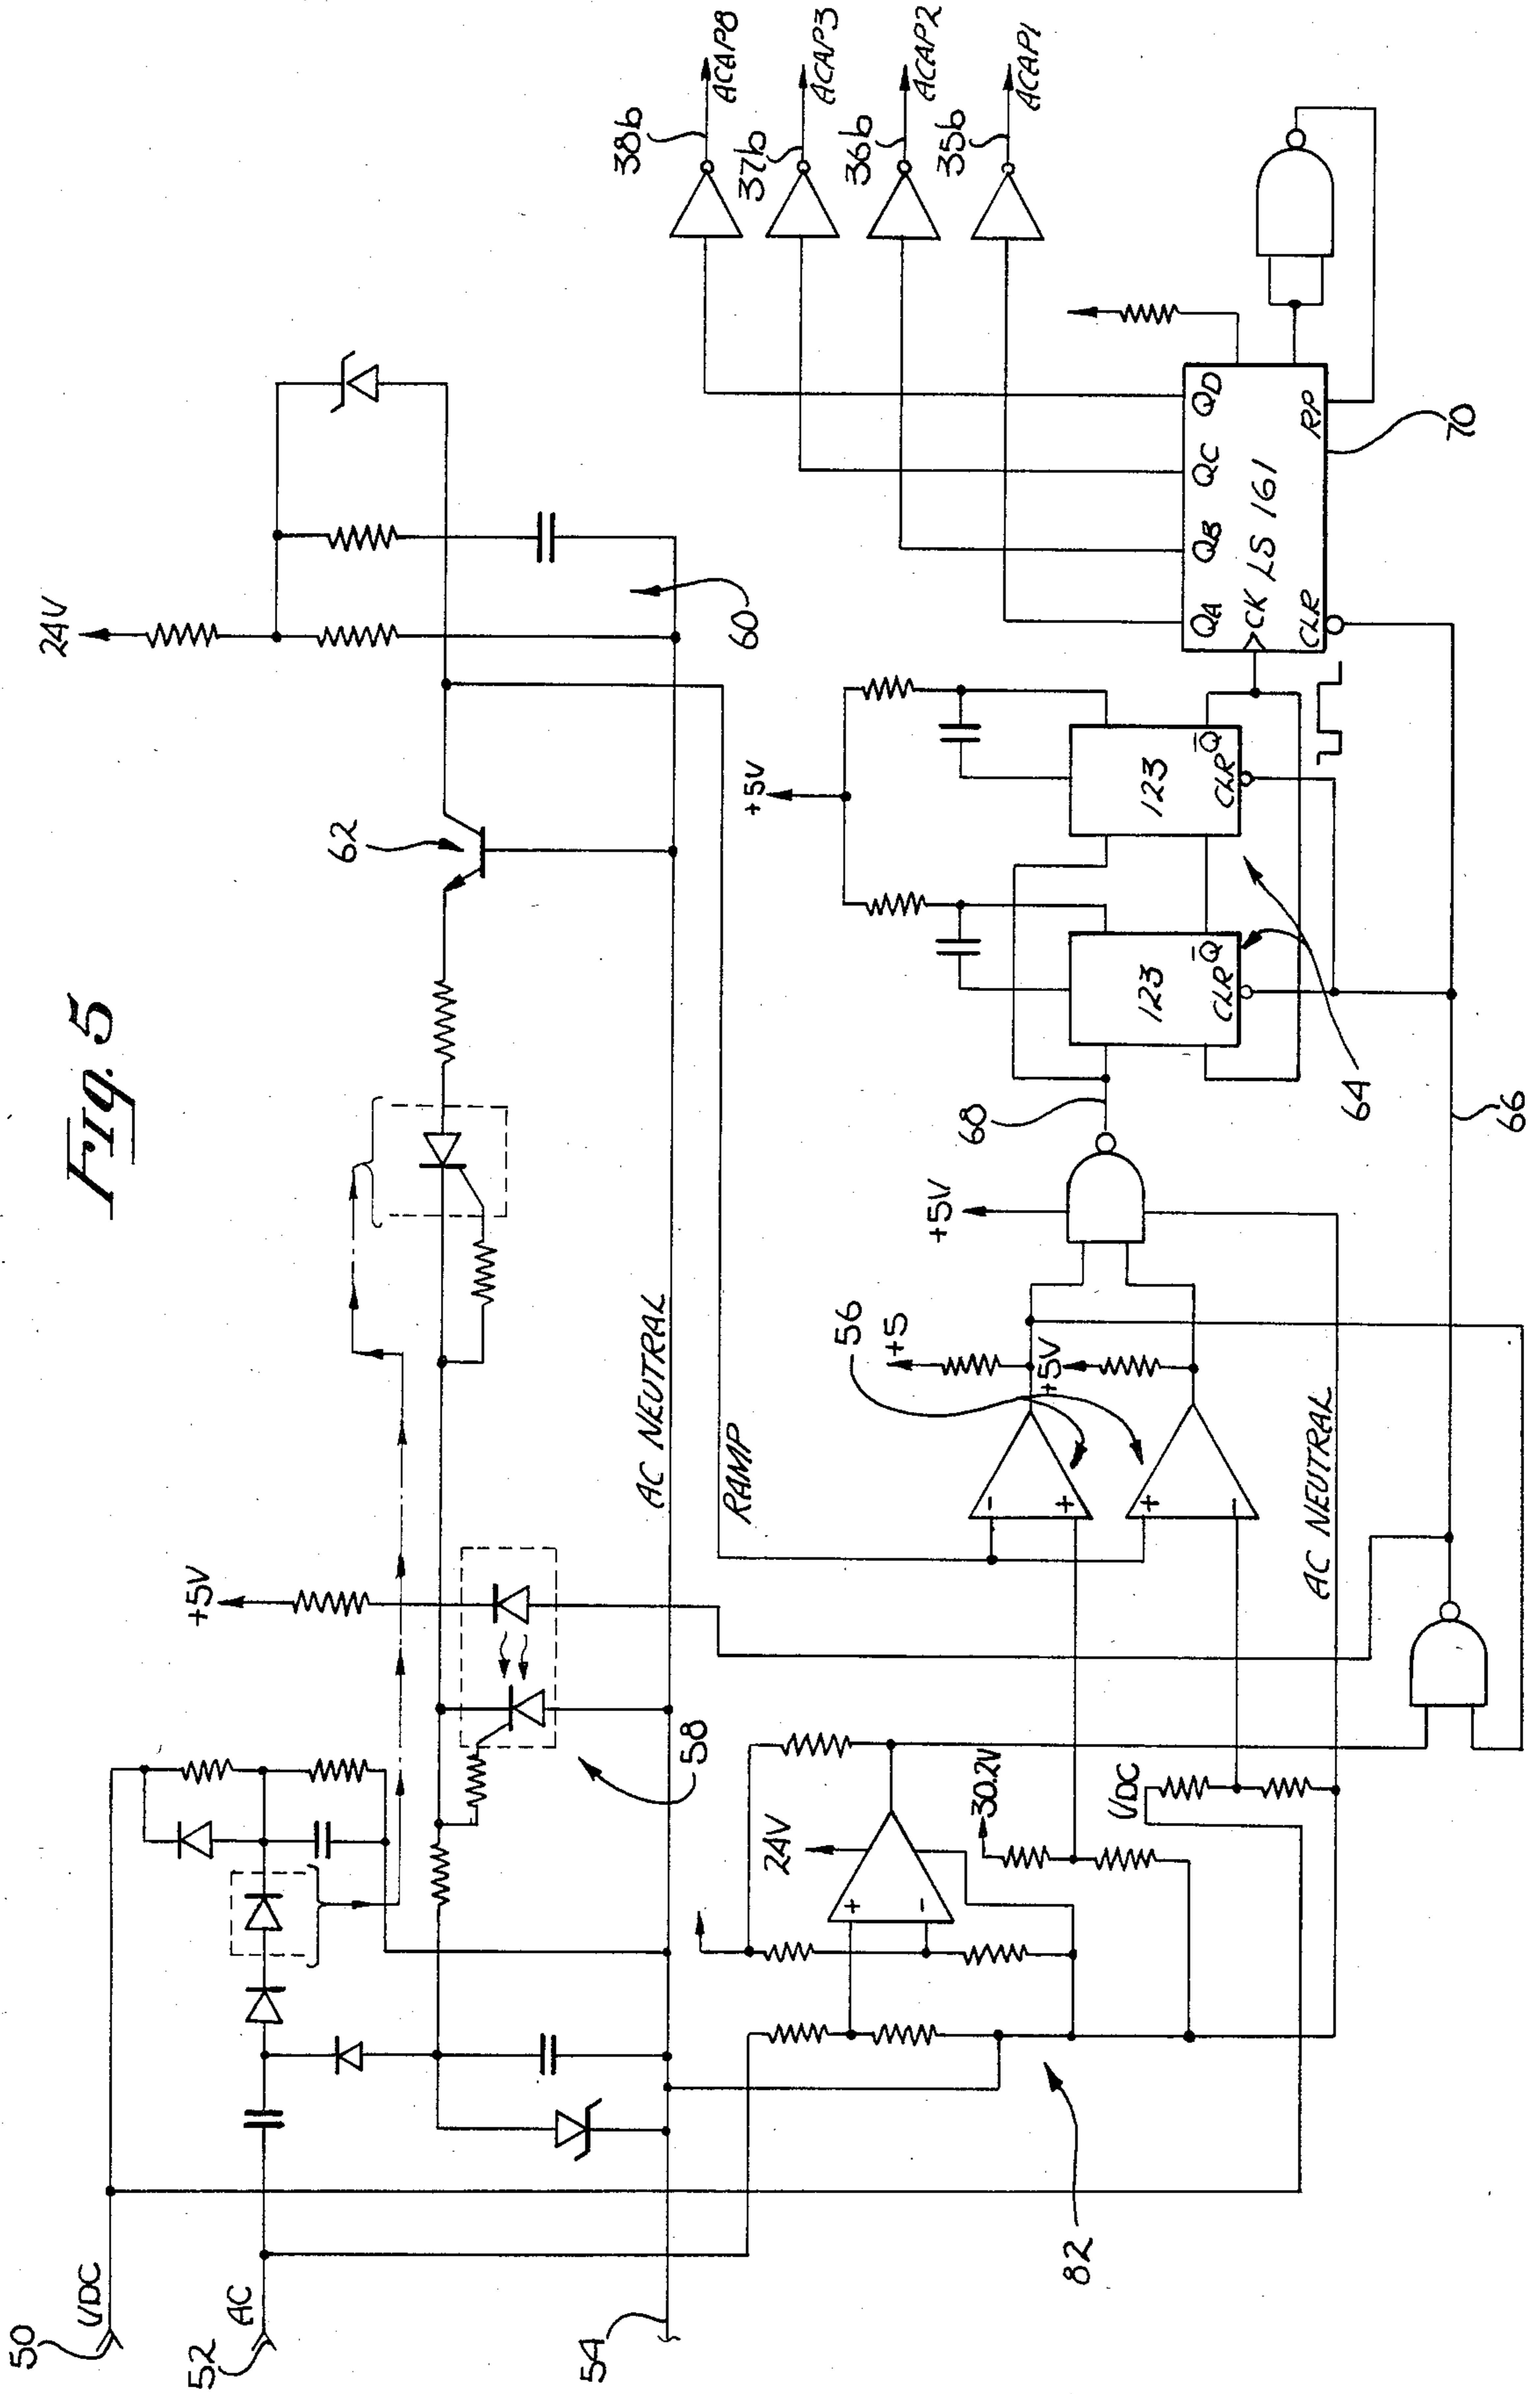 Fig. 5
50
VDC
52
AC
54
24V
62
60
+5V
58
AC NEUTRAL
RAMP
38b
ACAP8
37b
ACAP3
36b
ACAP2
35b
ACAP1
+5V
123
Q
CLR
123
Q
CLR
64
QA
QB
QC
QD
CK LS 161
CLR
RP
70
68
+5V
56
+5
+5V
-
+
+
-
AC NEUTRAL
66
24V
+
-
30.2V
VDC
82